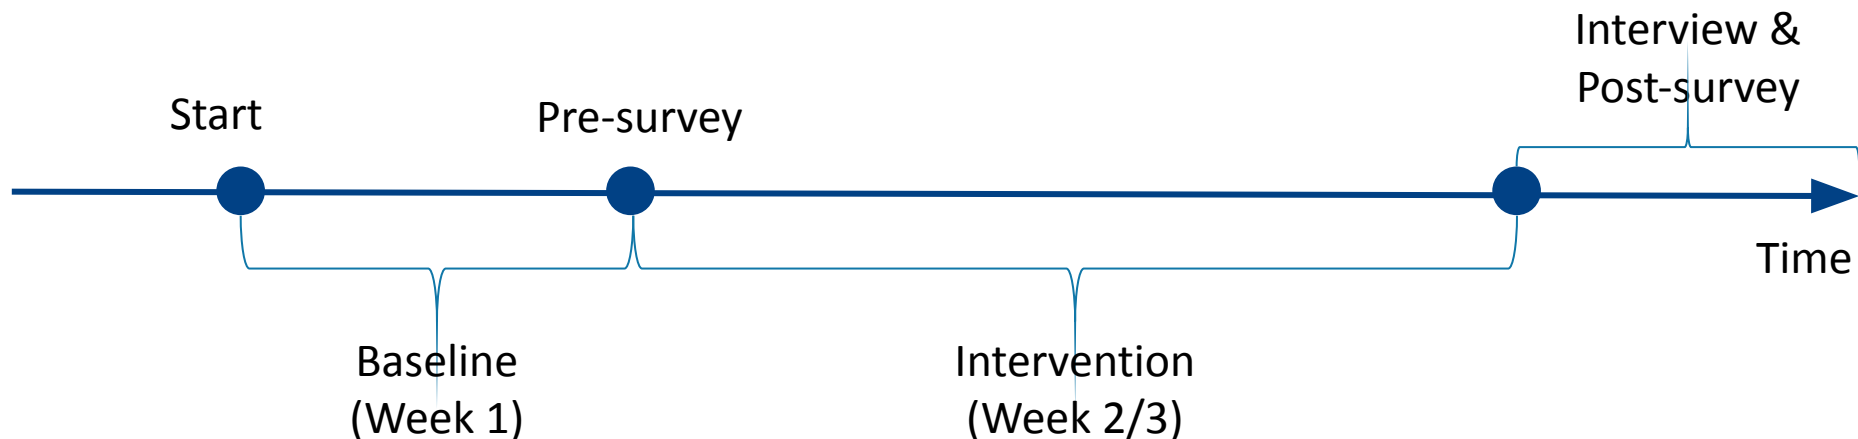 Interview &
Post-survey
Start
Pre-survey
Time
Baseline
(Week 1)
Intervention
(Week 2/3)